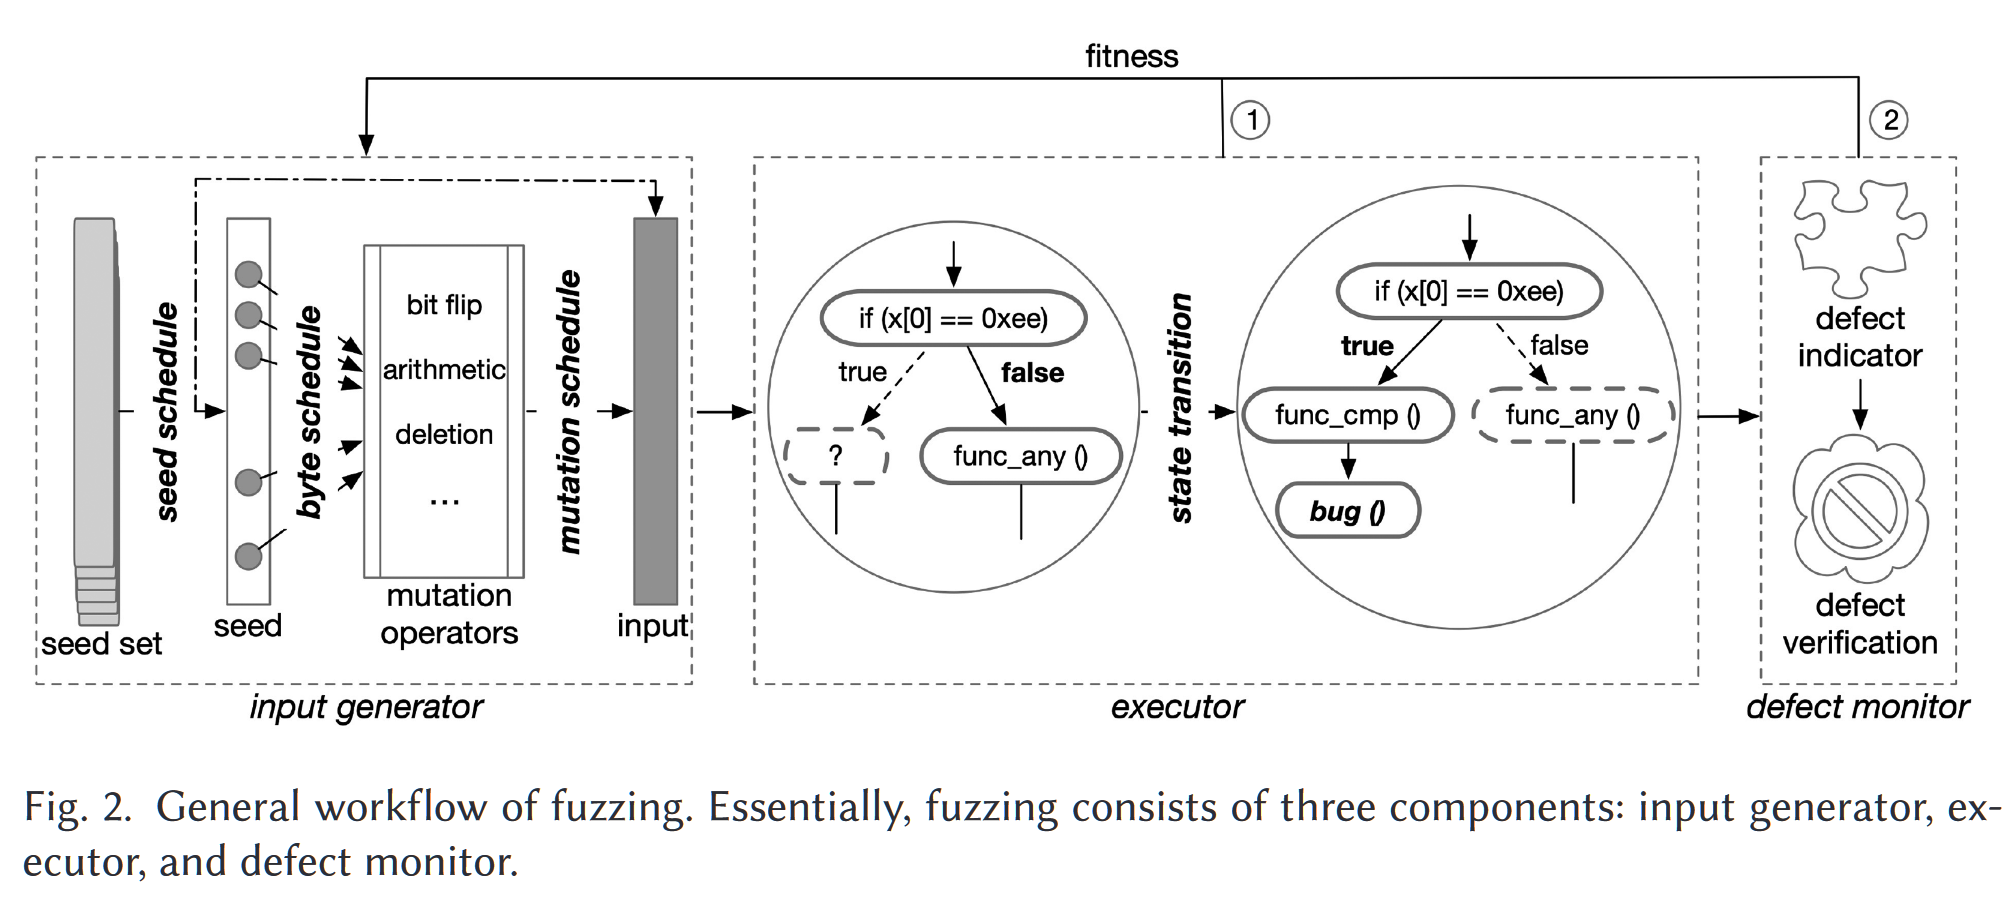 fitness
1
2
seed schedule
byte schedule
bit flip
arithmetic
deletion
...
mutation schedule
seed set
seed
mutation
operators
input
input generator
if (x[0] == 0xee)
true
false
?
func_any ()
state transition
if (x[0] == 0xee)
true
false
func_cmp ()
func_any ()
bug ()
executor
defect
indicator
defect
verification
defect monitor
Fig. 2. General workflow of fuzzing. Essentially, fuzzing consists of three components: input generator, ex-
ecutor, and defect monitor.